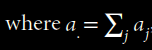 where a. = ∑j aj.